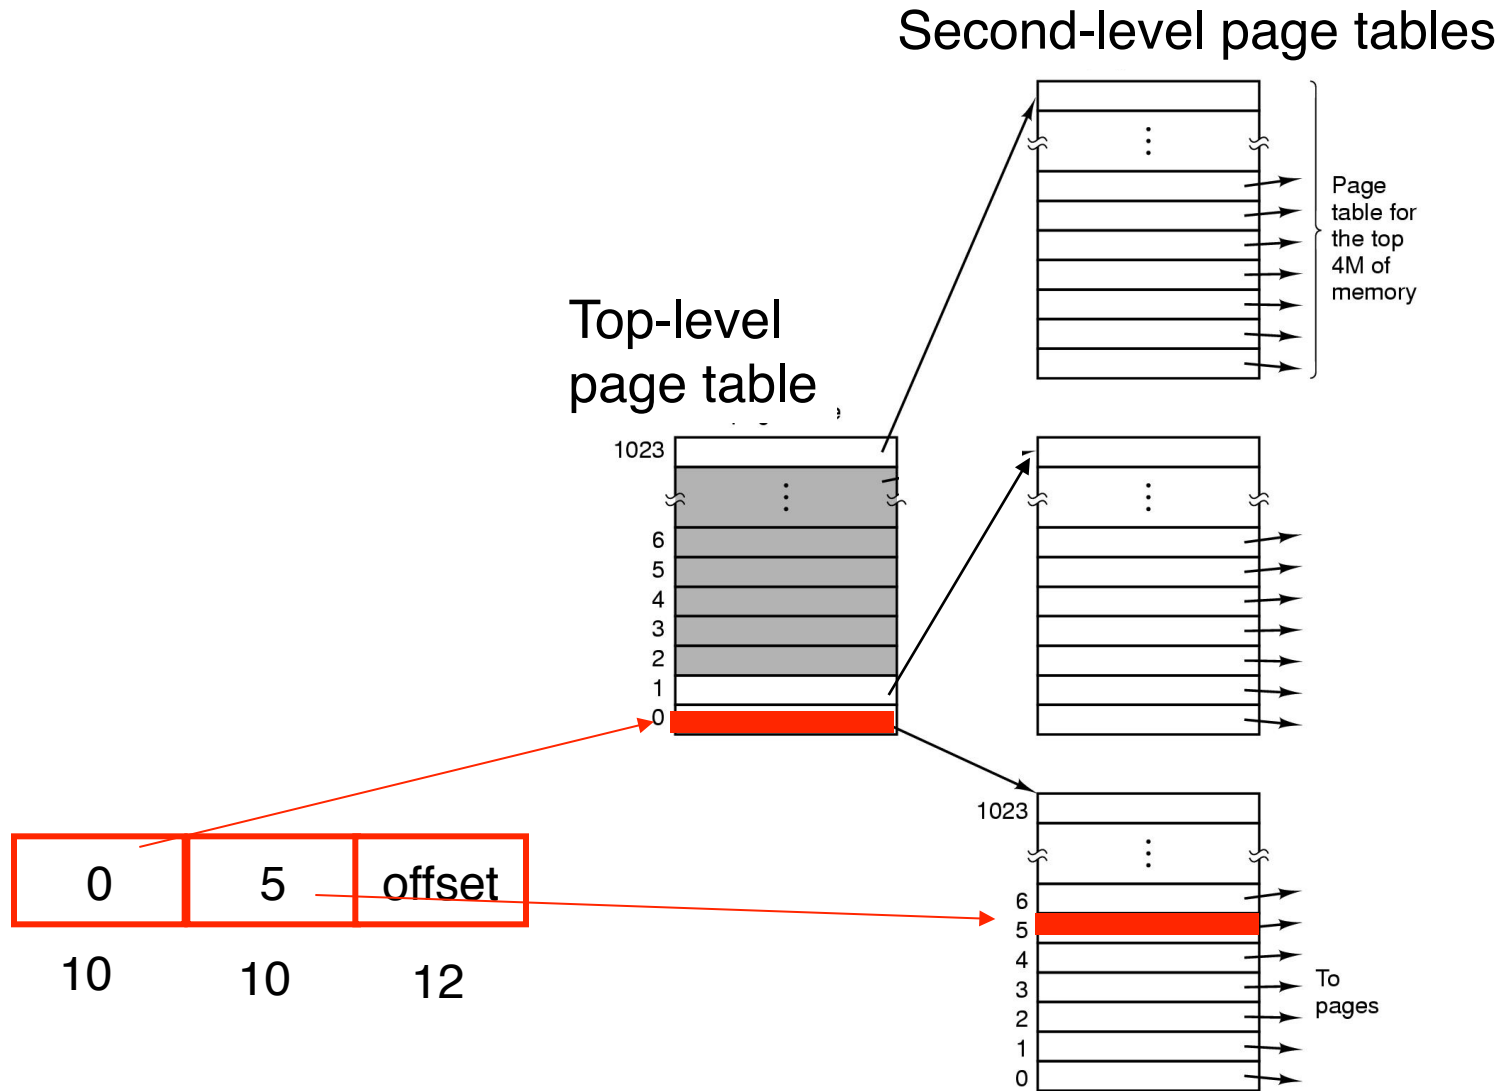 Second-level page tables
Page
table for
the top
4M of
memory
Top-level
page table
1023
6
5
4
3
2
1
0
1023
6
5
4
3
2
1
0
To
pages
0 5 offset
10 10 12